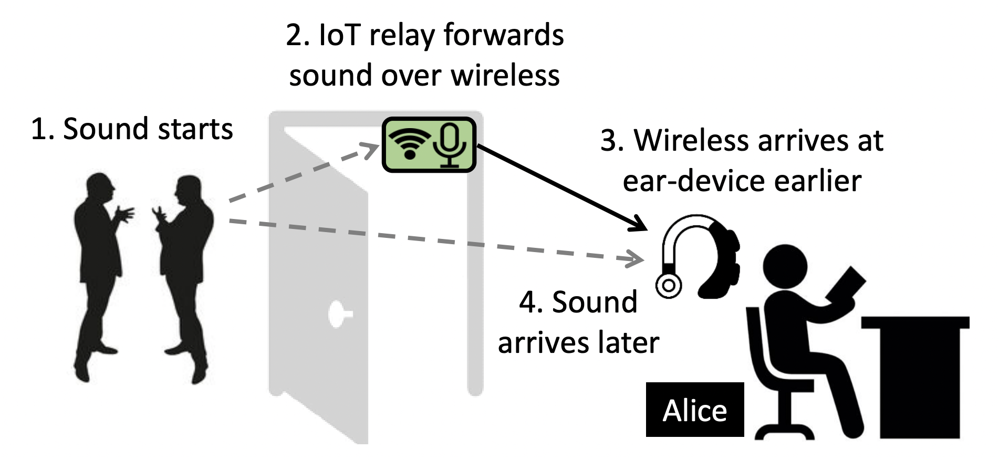 2. IoT relay forwards
sound over wireless
1. Sound starts
3. Wireless arrives at
ear-device earlier
4. Sound
arrives later
Alice